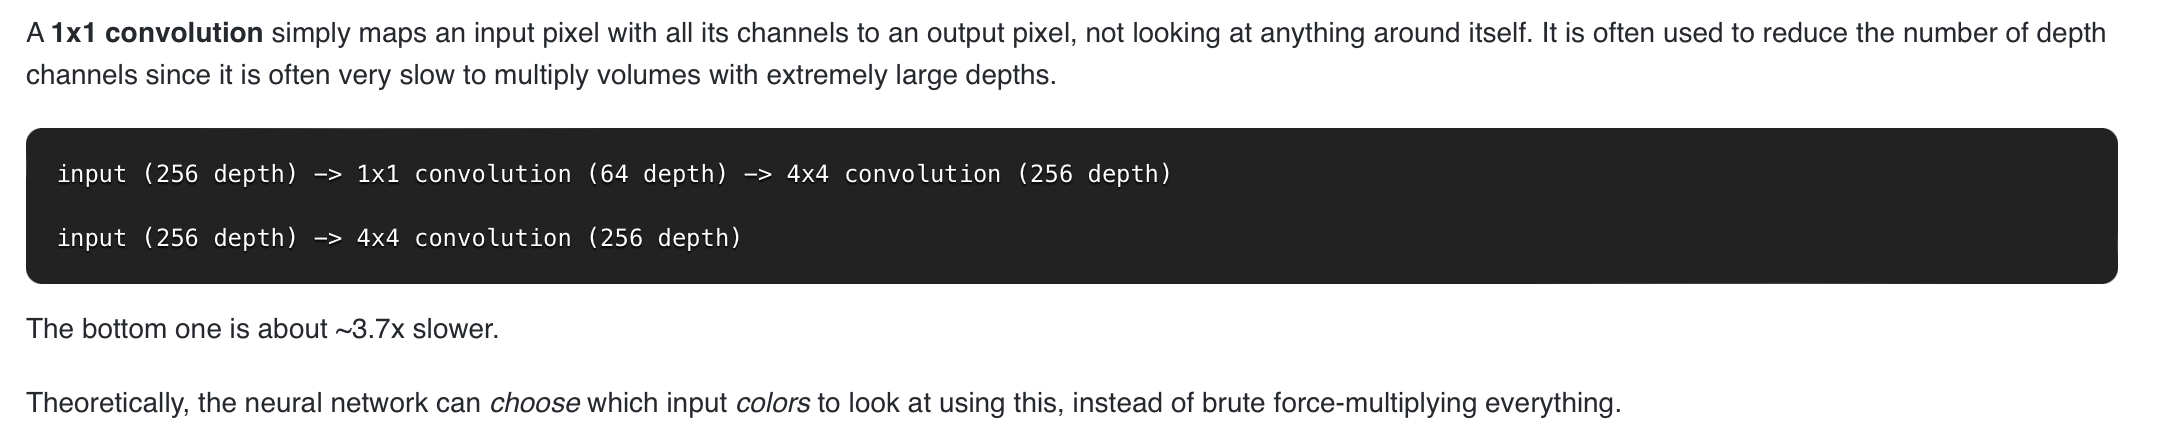 A 1x1 convolution simply maps an input pixel with all its channels to an output pixel, not looking at anything around itself. It is often used to reduce the number of depth
channels since it is often very slow to multiply volumes with extremely large depths.
input (256 depth) -> 1x1 convolution (64 depth) -> 4x4 convolution (256 depth)
input (256 depth) -> 4x4 convolution (256 depth)
The bottom one is about ~3.7x slower.
Theoretically, the neural network can choose which input colors to look at using this, instead of brute force-multiplying everything.